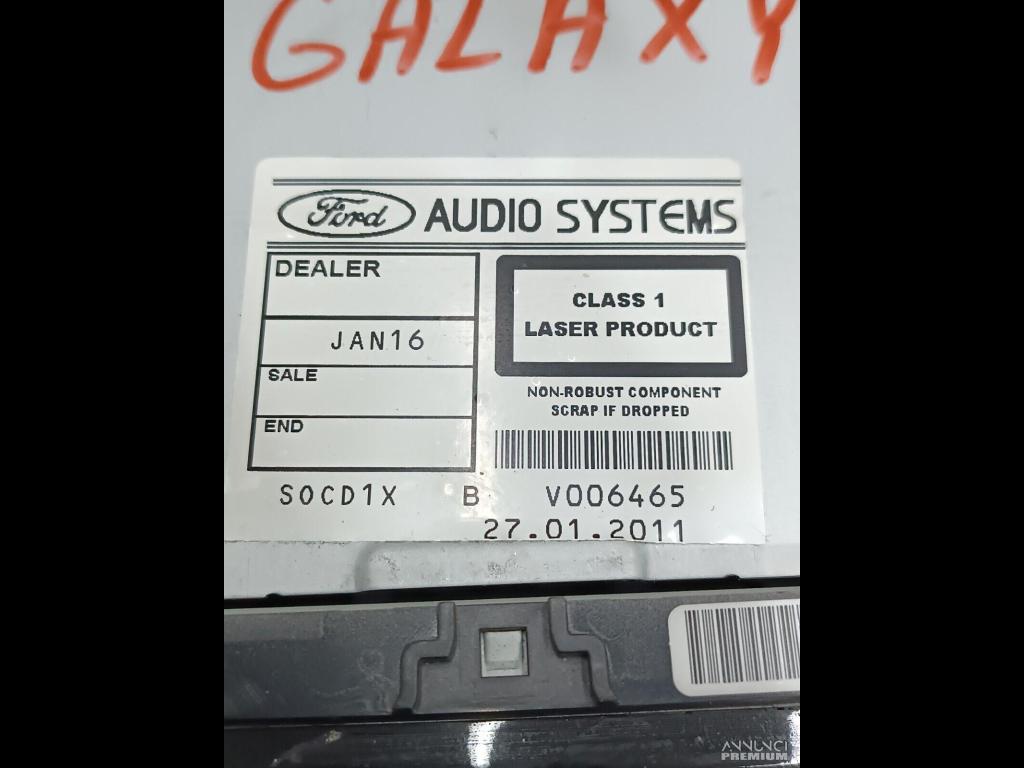 GALAXY
Ford AUDIO SYSTEMS
DEALER
JAN16
SALE
END
CLASS 1
LASER PRODUCT
NON-ROBUST COMPONENT
SCRAP IF DROPPED
SOCD1X B V006465
27.01.2011
ANNUNCI
PREMIUM